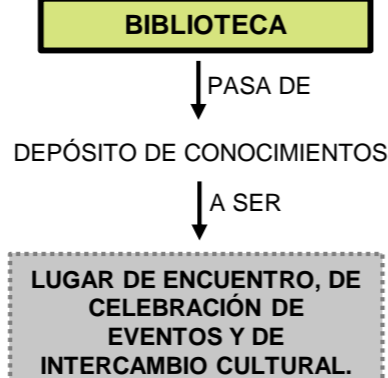 BIBLIOTECA
PASA DE
DEPÓSITO DE CONOCIMIENTOS
A SER
LUGAR DE ENCUENTRO, DE
CELEBRACIÓN DE
EVENTOS Y DE
INTERCAMBIO CULTURAL.